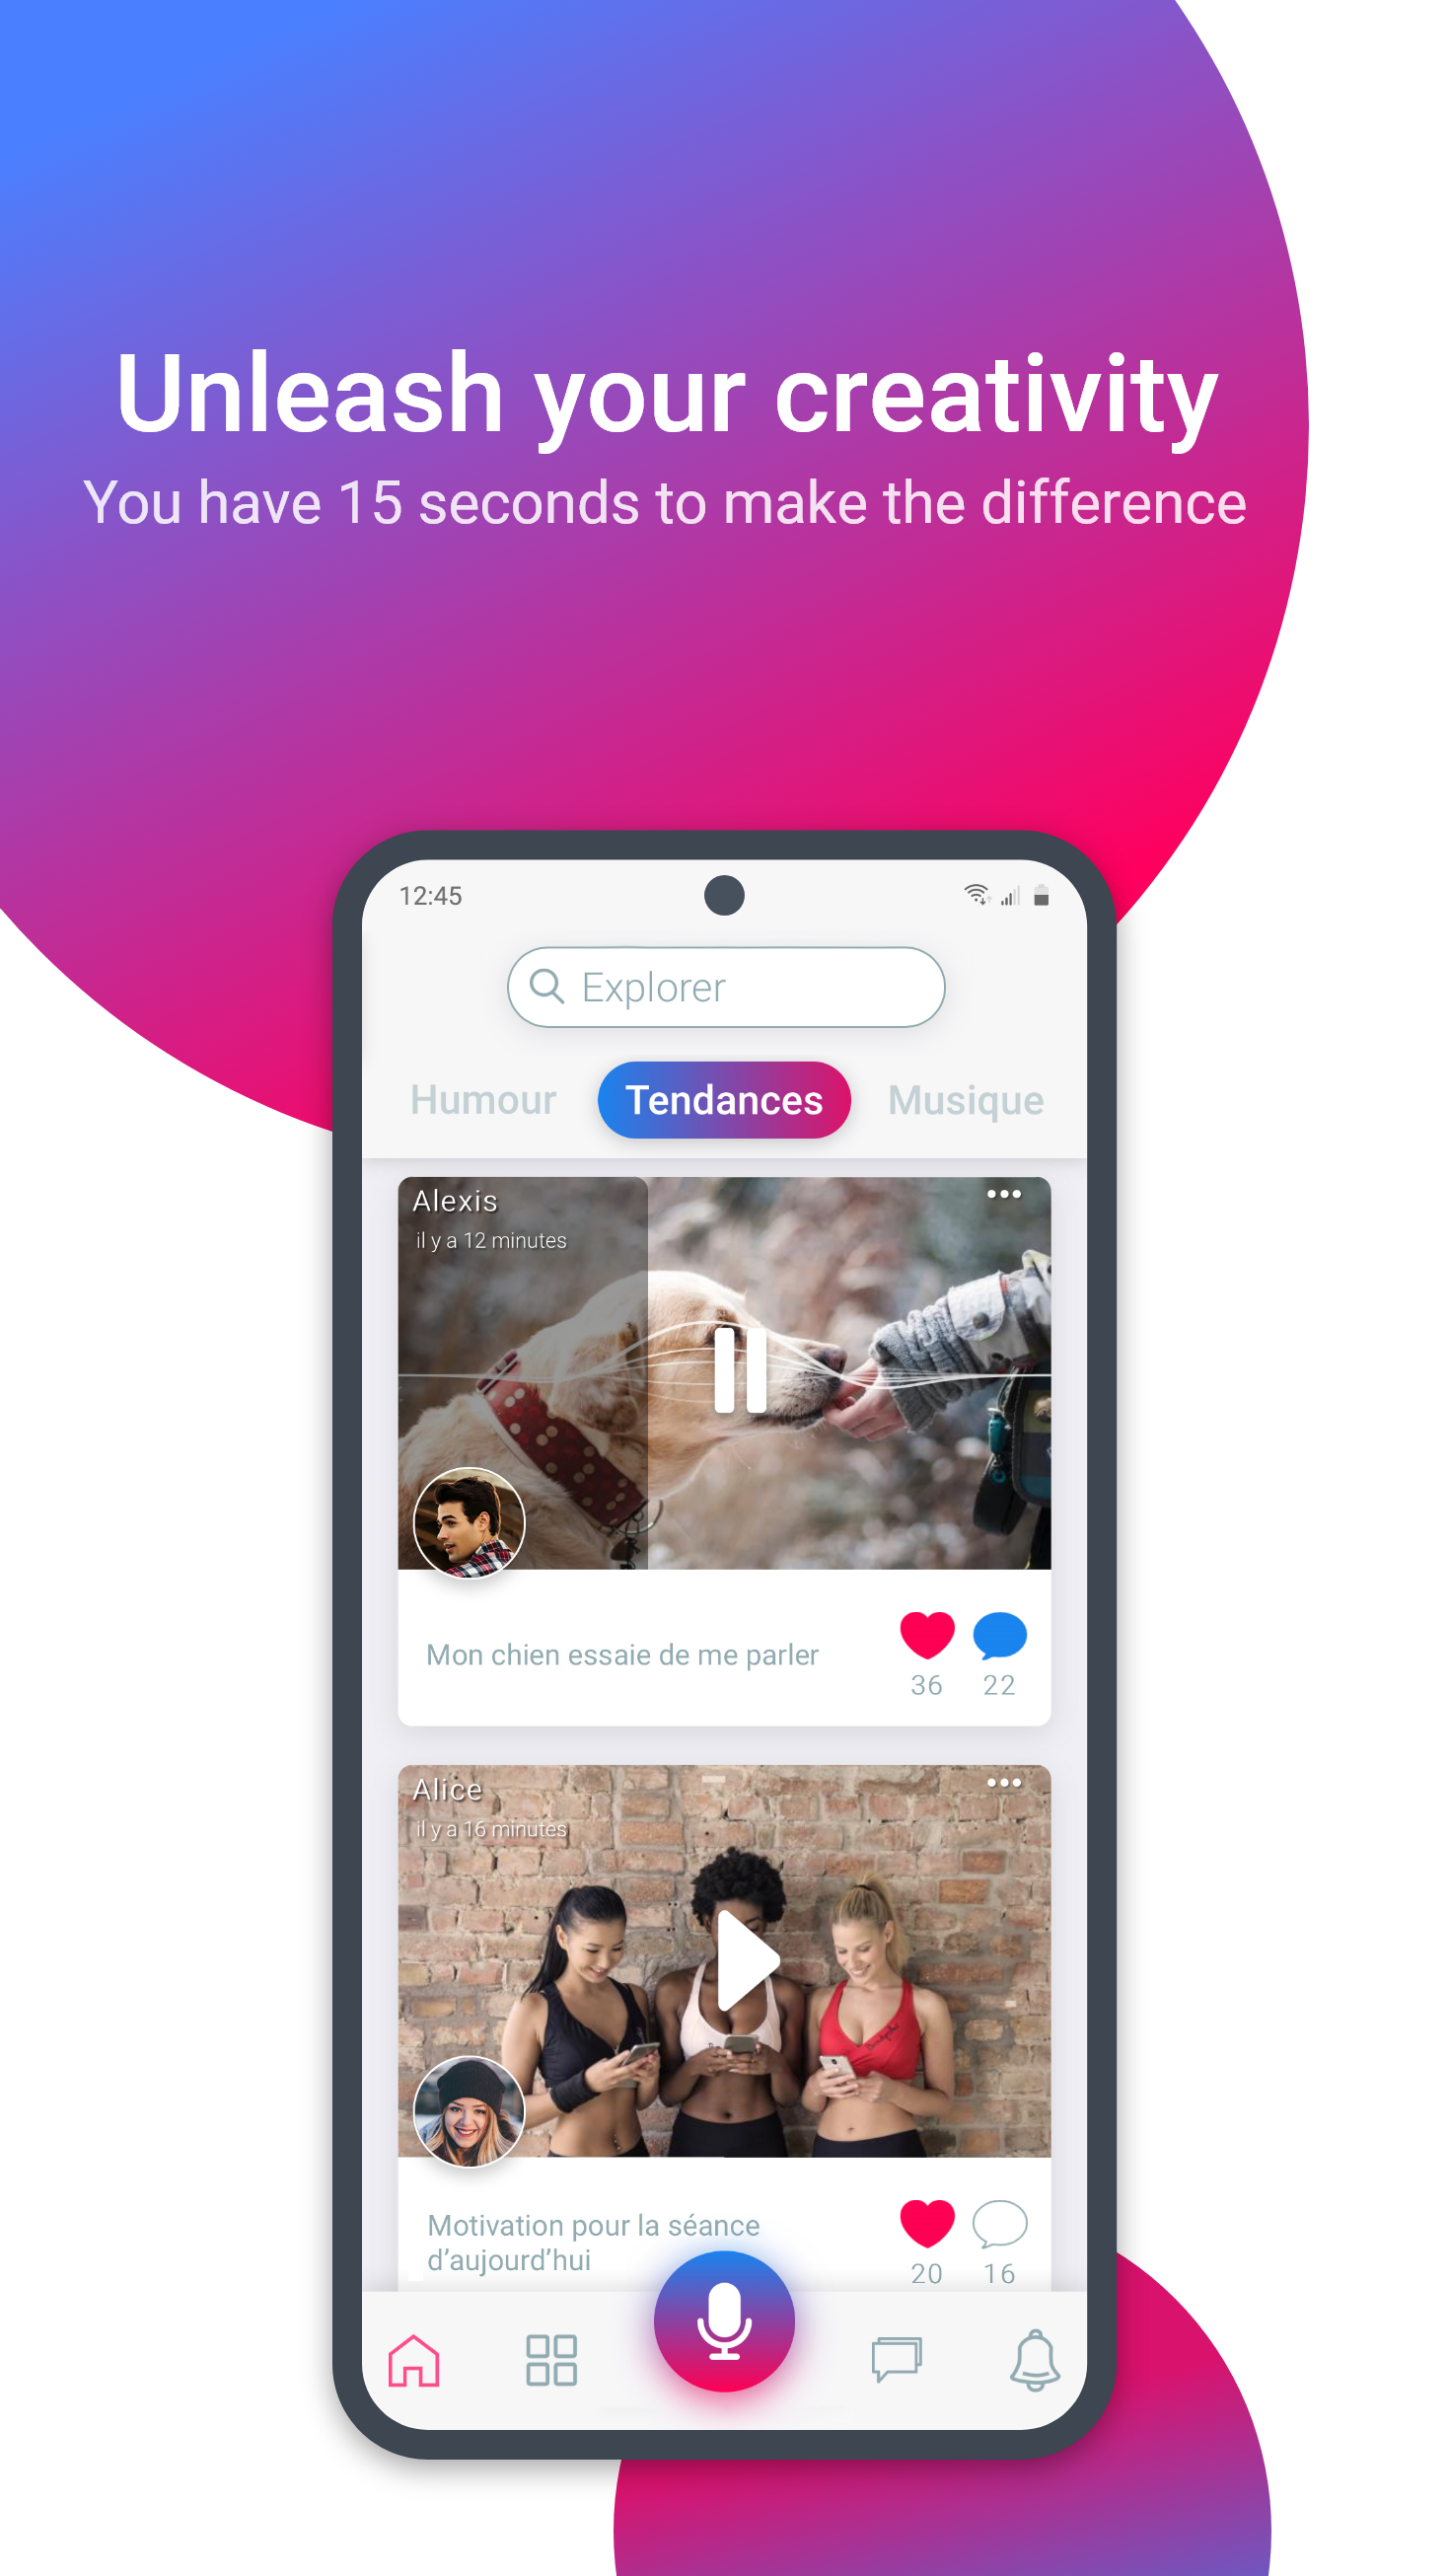 Unleash your creativity
You have 15 seconds to make the difference
12:45
Explorer
Humour Tendances Musique
Alexis
il y a 12 minutes
Mon chien essaie de me parler
36 22
Alice
il y a 16 minutes
Motivation pour la séance
d’aujourd’hui
20 16